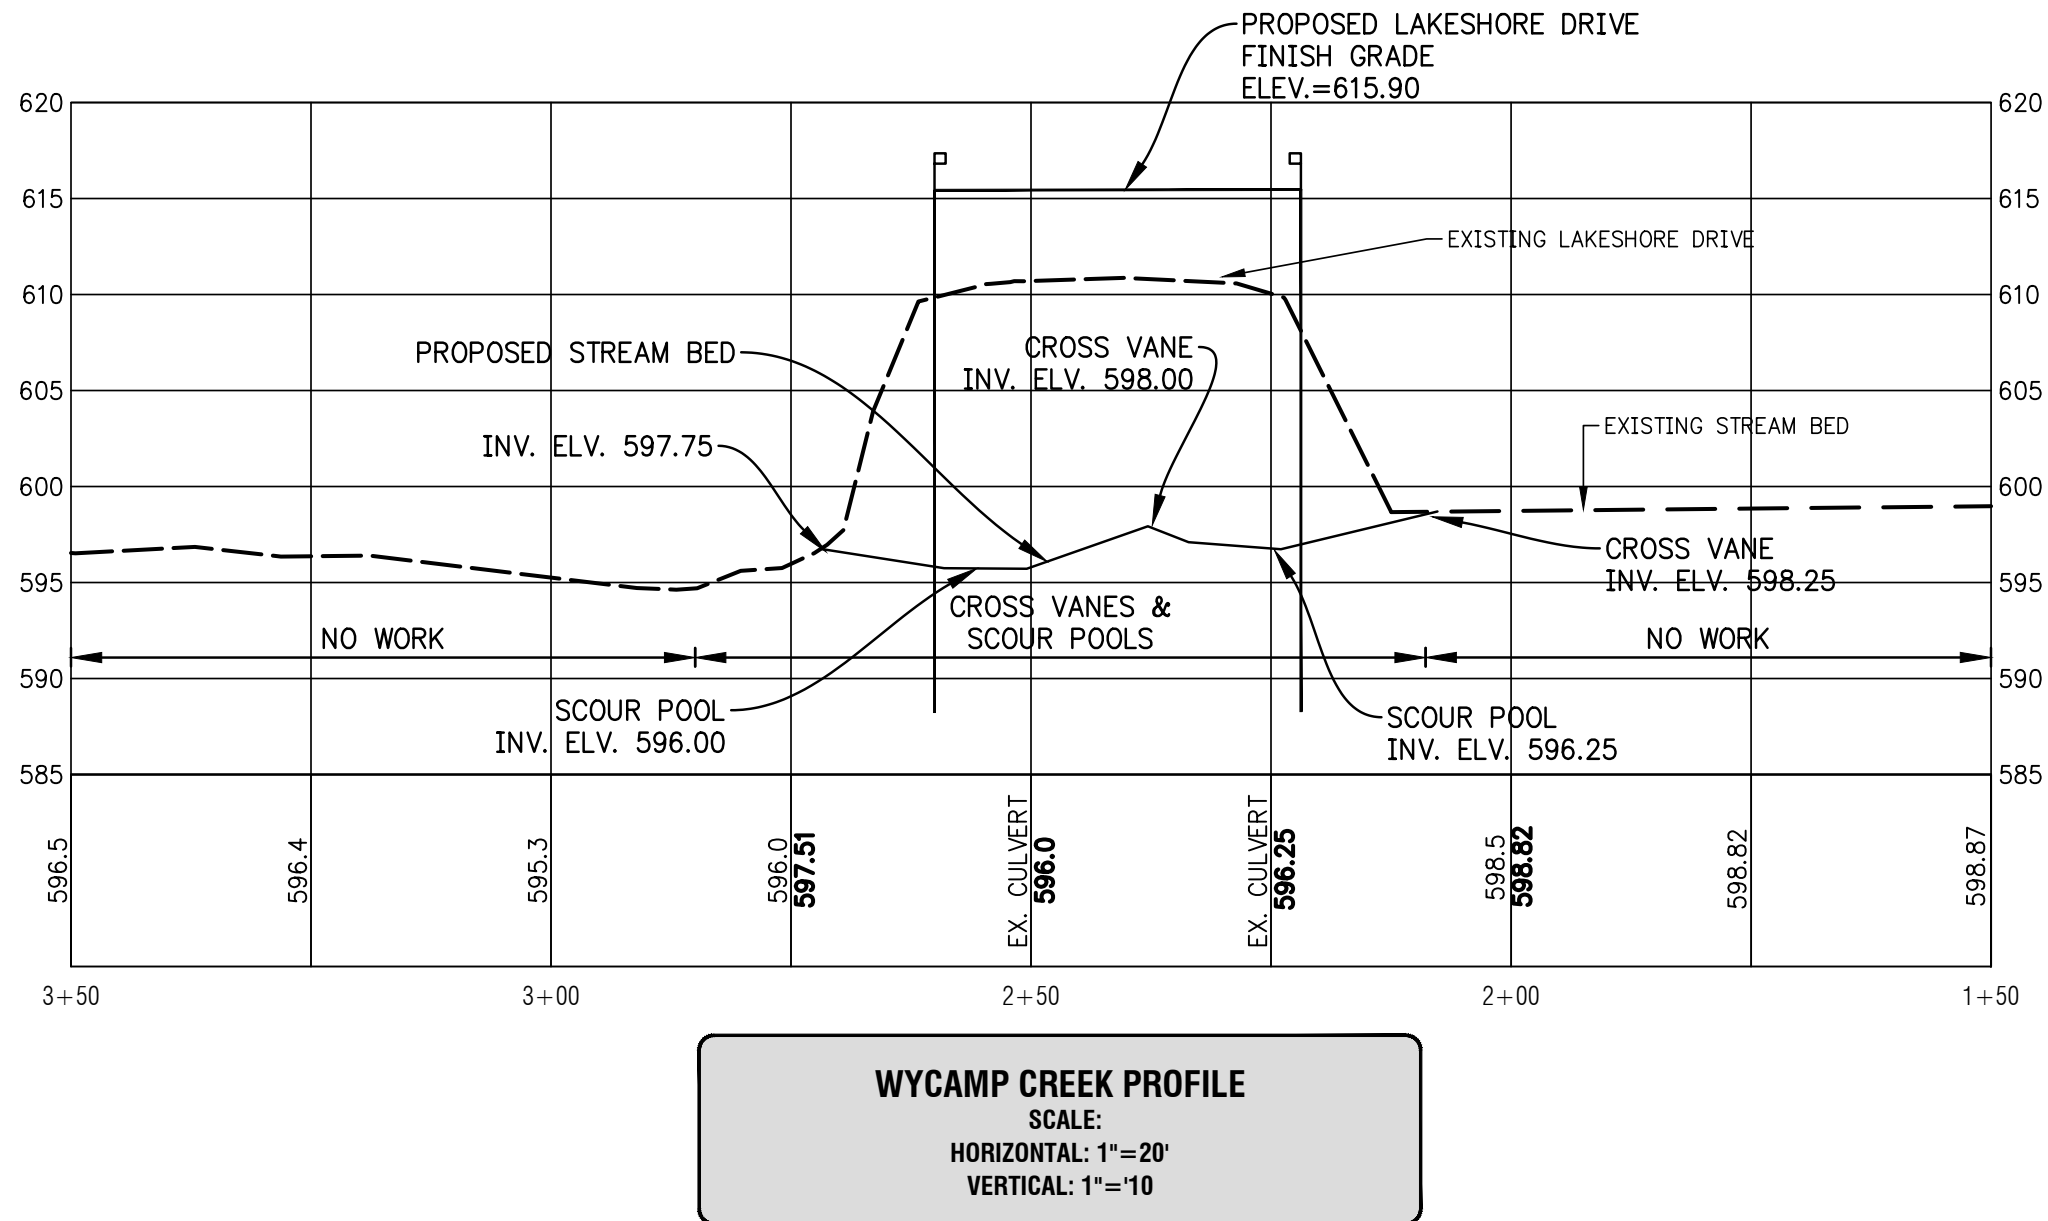 PROPOSED LAKESHORE DRIVE
FINISH GRADE
ELEV.=615.90
620
620
615
615
EXISTING LAKESHORE DRIVE
610
610
PROPOSED STREAM BED
CROSS VANE
INV. ELV. 598.00
605
605
EXISTING STREAM BED
INV. ELV. 597.75
600
600
CROSS VANE
INV. ELV. 598.25
595
595
CROSS VANES &
SCOUR POOLS
NO WORK
NO WORK
590
590
SCOUR POOL
INV. ELV. 596.00
SCOUR POOL
INV. ELV. 596.25
585
585
596.5
596.4
595.3
596.0
597.51
EX. CULVERT
596.0
EX. CULVERT
596.25
598.5
598.82
598.82
598.87
3+50
3+00
2+50
2+00
1+50
WYCAMP CREEK PROFILE
SCALE:
HORIZONTAL: 1"=20'
VERTICAL: 1"='10